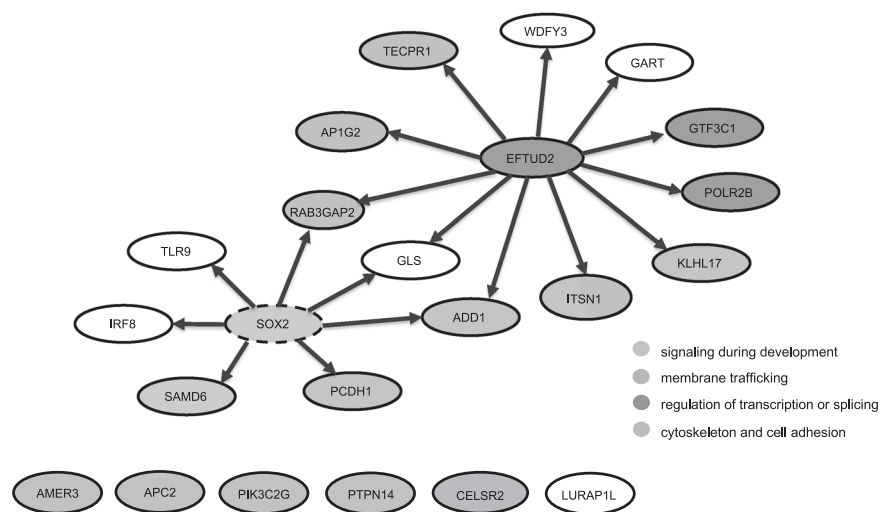 WDFY3
TECPR1
GART
AP1G2
GTF3C1
EFTUD2
POLR2B
RAB3GAP2
TLR9
GLS
KLHL17
ITSN1
IRF8
SOX2
ADD1
signaling during development
membrane trafficking
SAMD6
PCDH1
regulation of transcription or splicing
cytoskeleton and cell adhesion
AMER3
APC2
PIK3C2G
PTPN14
CELSR2
LURAP1L